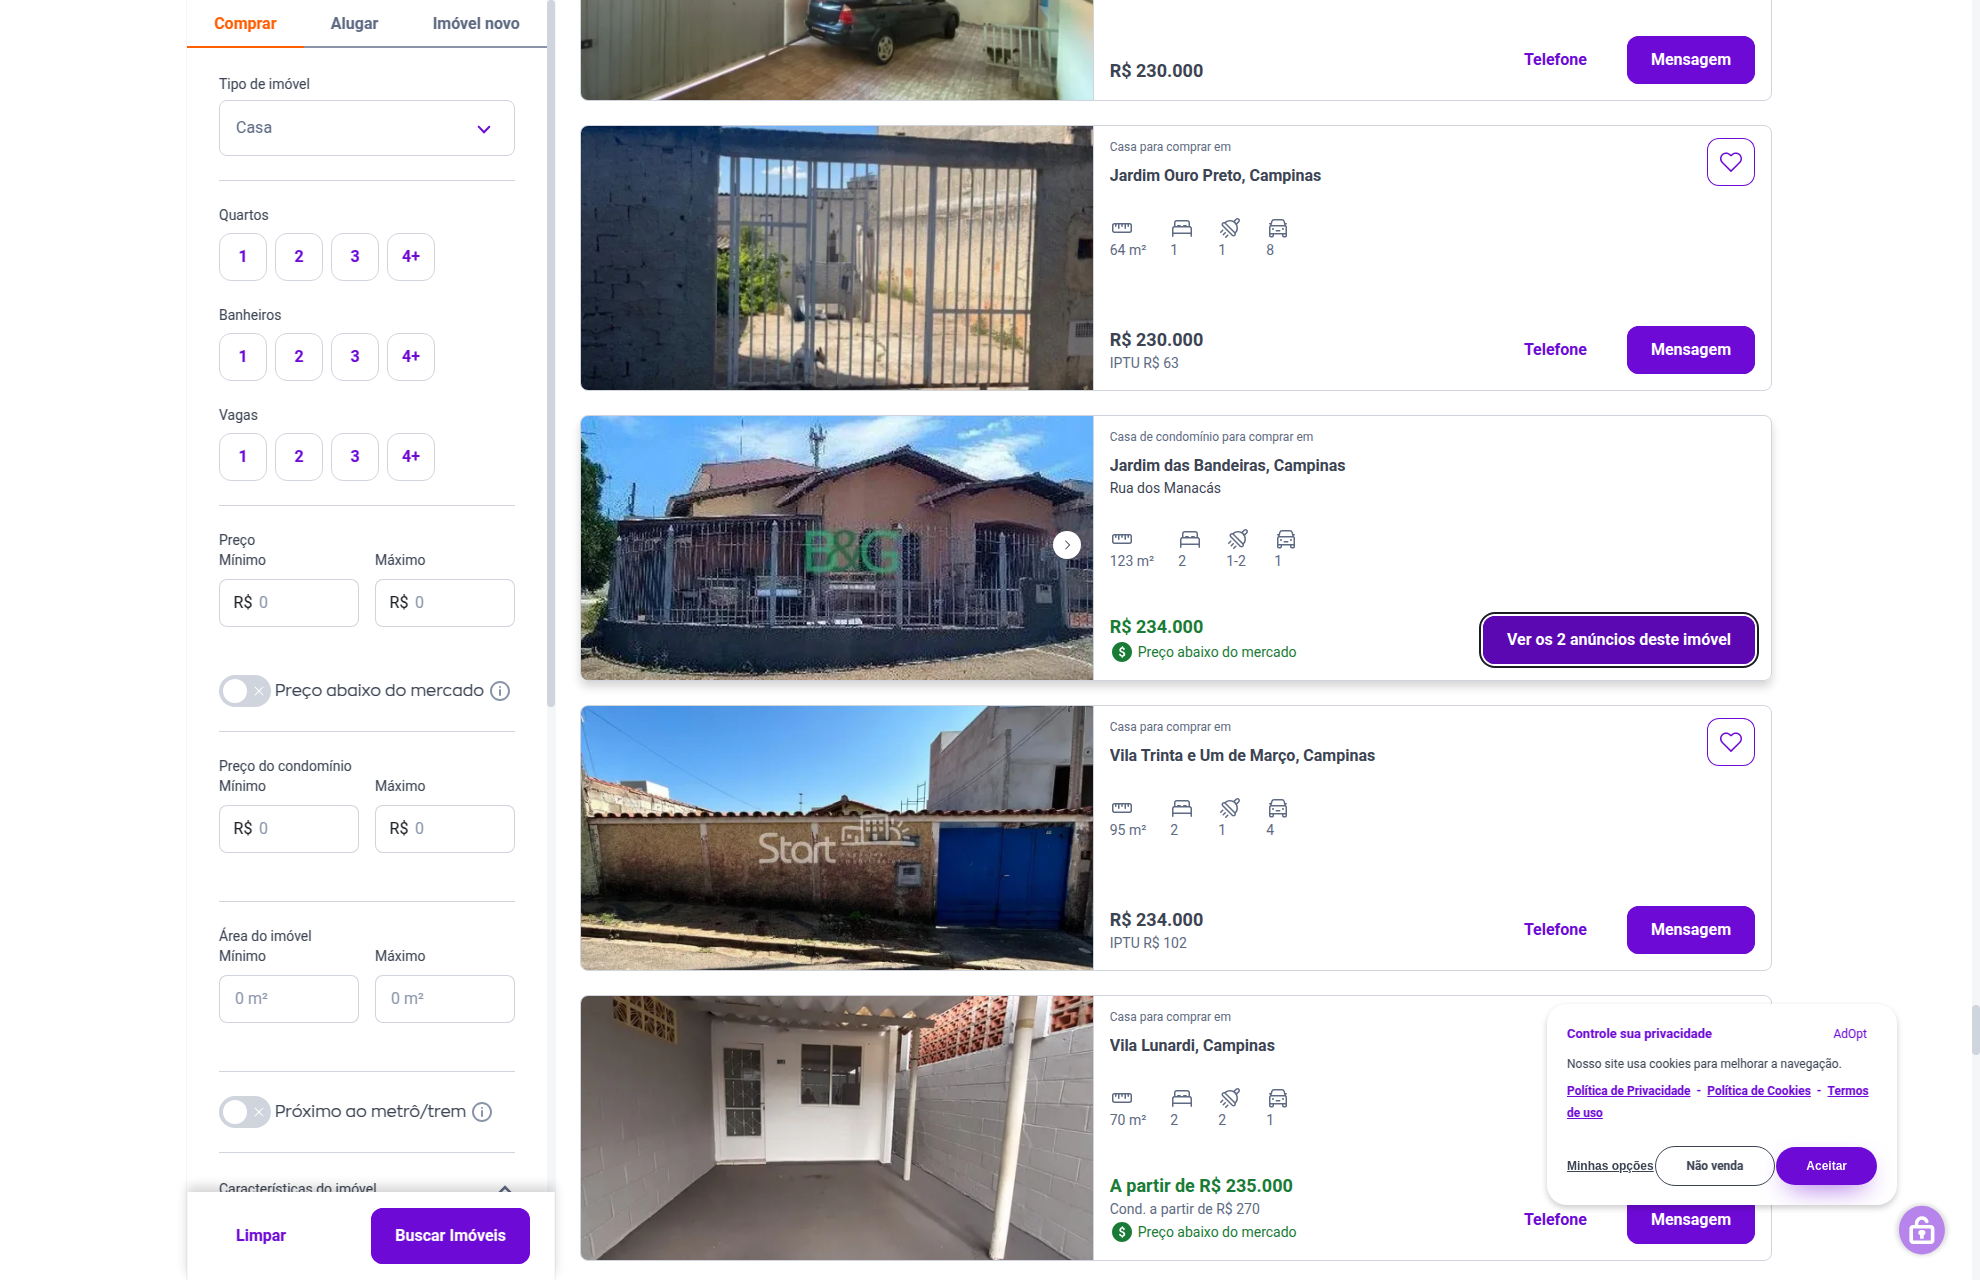 Comprar
Alugar
Imóvel novo
Tipo de imóvel
Casa
Quartos
1
2
3
4+
Banheiros
1
2
3
4+
Vagas
1
2
3
4+
Preço
Mínimo
Máximo
R$ 0
R$ 0
Preço abaixo do mercado
Preço do condomínio
Mínimo
Máximo
R$ 0
R$ 0
Área do imóvel
Mínimo
Máximo
0 m²
0 m²
Próximo ao metrô/trem
Características do imóvel
Limpar
Buscar Imóveis
R$ 230.000
Telefone
Mensagem
Casa para comprar em
Jardim Ouro Preto, Campinas
64 m²
1
1
8
R$ 230.000
IPTU R$ 63
Telefone
Mensagem
B&G
Casa de condomínio para comprar em
Jardim das Bandeiras, Campinas
Rua dos Manacás
123 m²
2
1-2
1
R$ 234.000
$ Preço abaixo do mercado
Ver os 2 anúncios deste imóvel
Start
Casa para comprar em
Vila Trinta e Um de Março, Campinas
95 m²
2
1
4
R$ 234.000
IPTU R$ 102
Telefone
Mensagem
Casa para comprar em
Vila Lunardi, Campinas
70 m²
2
2
1
A partir de R$ 235.000
Cond. a partir de R$ 270
$ Preço abaixo do mercado
Telefone
Mensagem
Controle sua privacidade
AdOpt
Nosso site usa cookies para melhorar a navegação.
Política de Privacidade - Política de Cookies - Termos
de uso
Minhas opções
Não venda
Aceitar